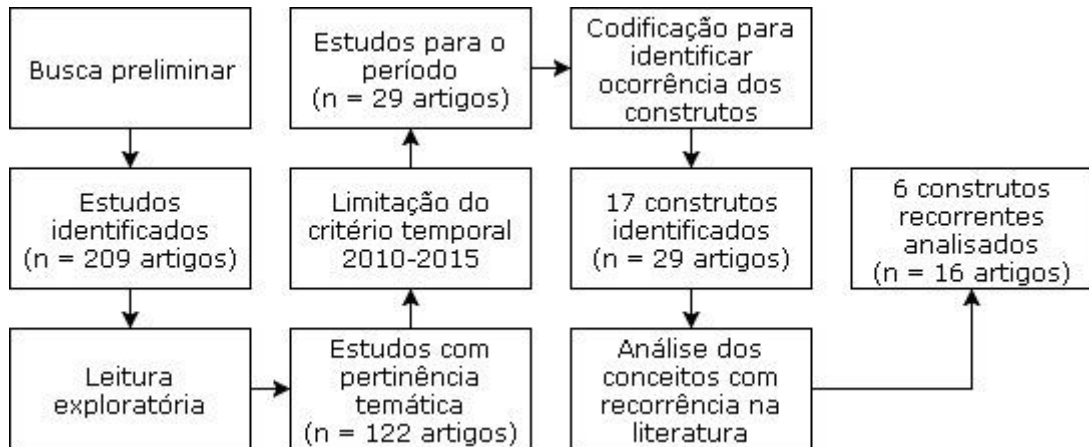 Busca preliminar
Estudos
identificados
(n = 209 artigos)
Leitura
exploratória
Estudos com
pertinência
temática
(n = 122 artigos)
Limitação do
critério temporal
2010-2015
Estudos para o
período
(n = 29 artigos)
Codificação para
identificar
ocorrência dos
construtos
17 construtos
identificados
(n = 29 artigos)
Análise dos
conceitos com
recorrência na
literatura
6 construtos
recorrentes
analisados
(n = 16 artigos)